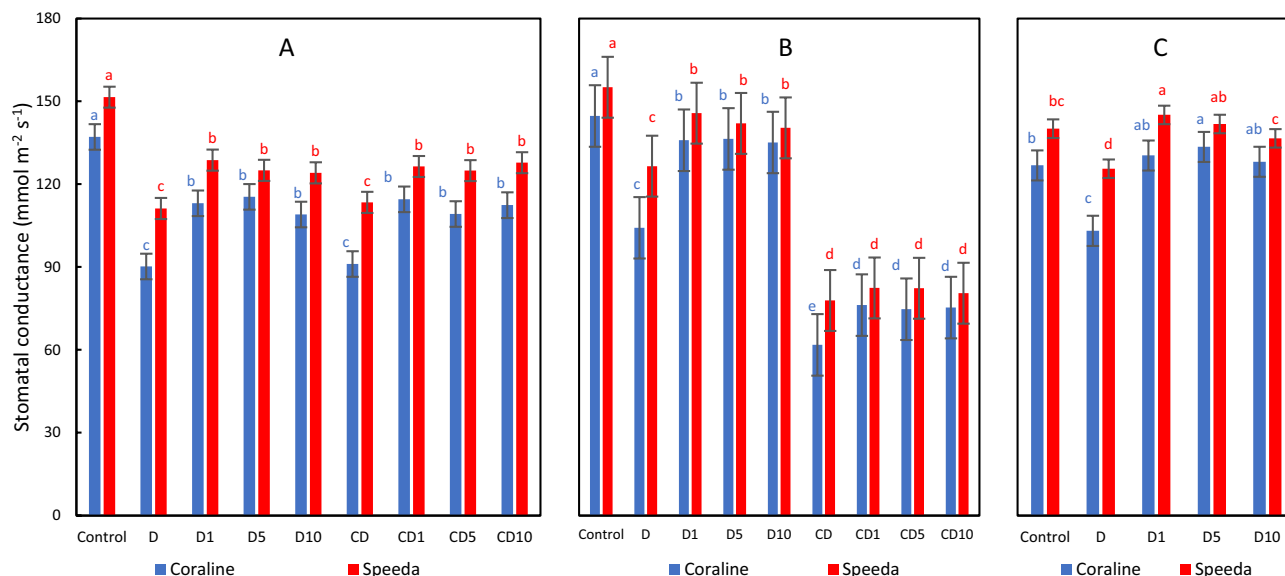 Stomatal conductance (mmol m⁻² s⁻¹)
180
150
120
90
60
30
0
A
a a
c c
b b
b b
b b
c c
b b
b b
b b
Control D D1 D5 D10 CD CD1 CD5 CD10
Coraline Speeda
B
a a
c c
b b
b b
b b
e d
d d
d d
d d
Control D D1 D5 D10 CD CD1 CD5 CD10
Coraline Speeda
C
b bc
c d
ab a
a ab
ab c
Control D D1 D5 D10
Coraline Speeda